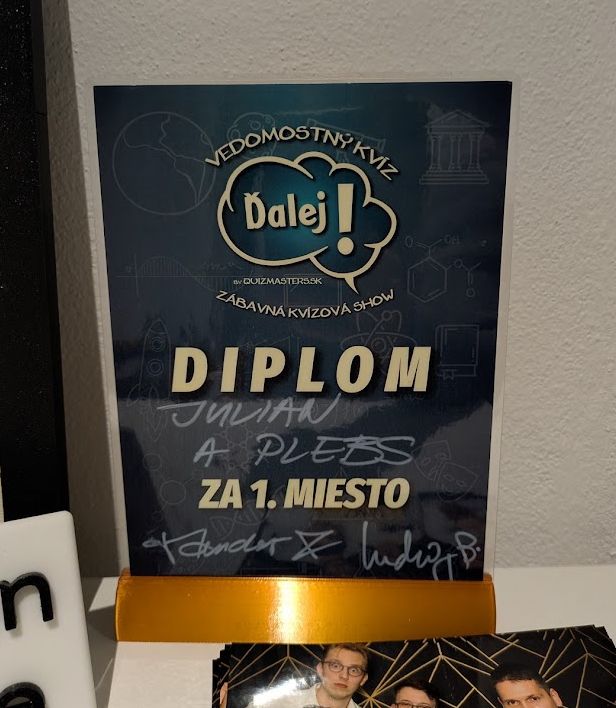 VEDOMOSTNÝ KVÍZ
Ďalej!
BY QUIZMASTERS.SK
ZÁBAVNÁ KVÍZOVÁ SHOW
DIPLOM
JULIAN
A PLEBS
ZA 1. MIESTO
n